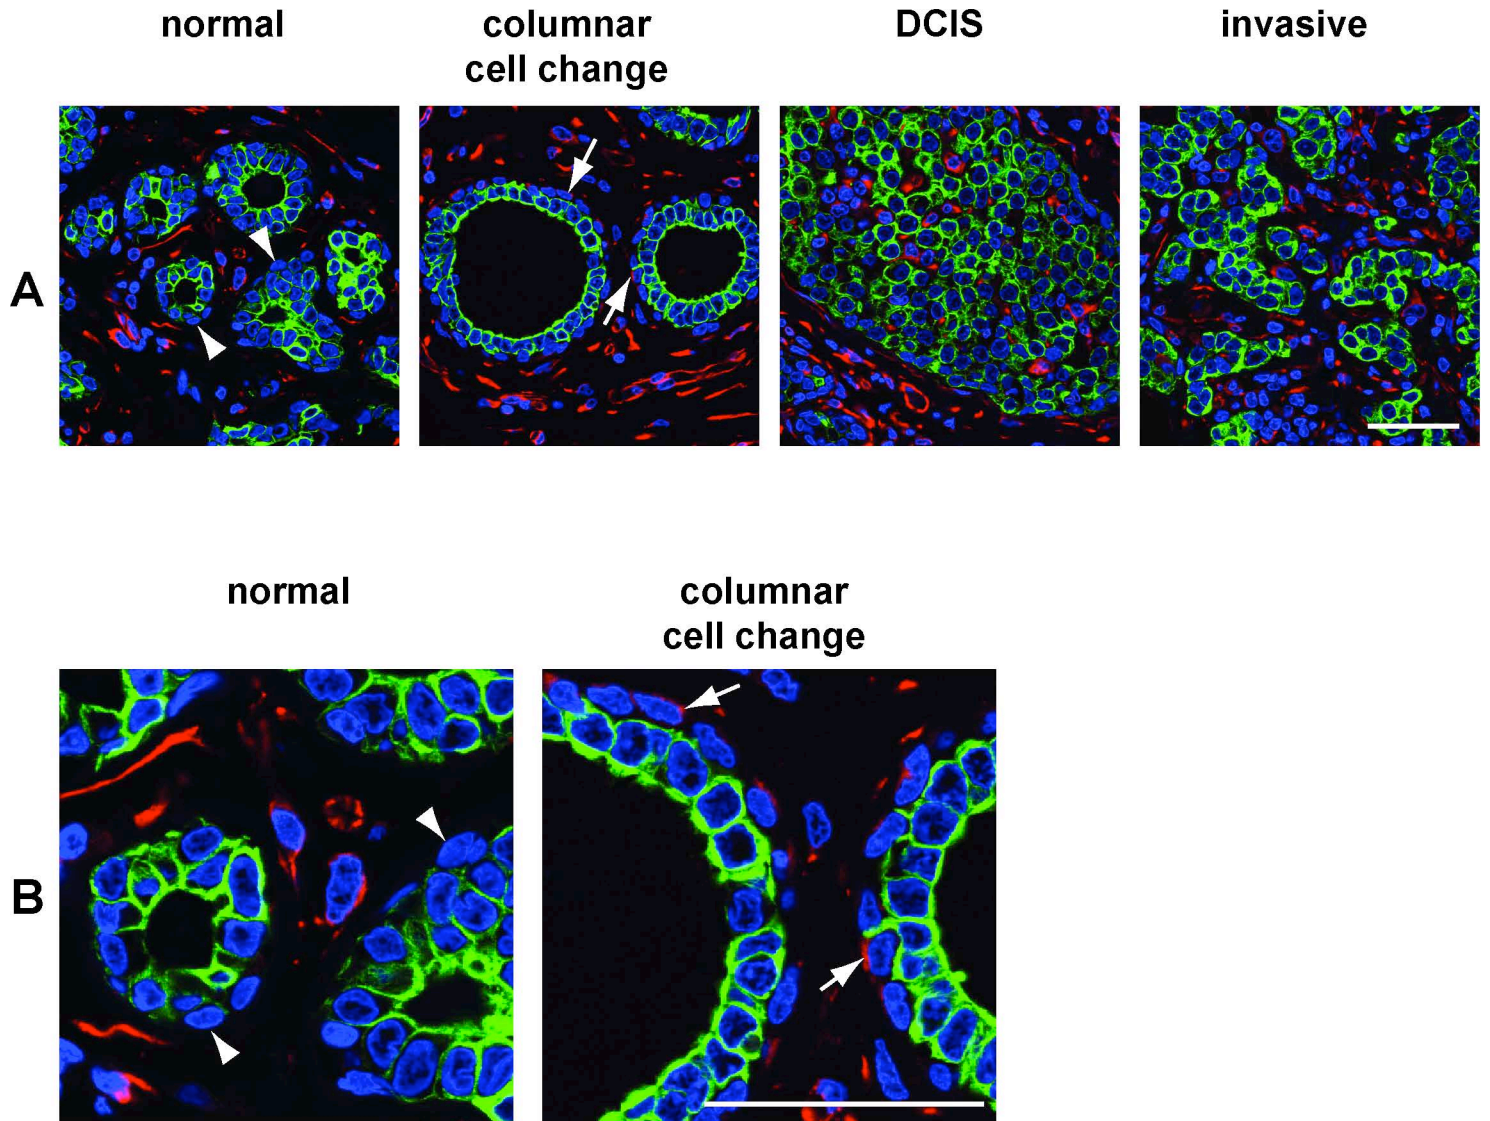 normal
columnar
cell change
DCIS
invasive
A
normal
columnar
cell change
B